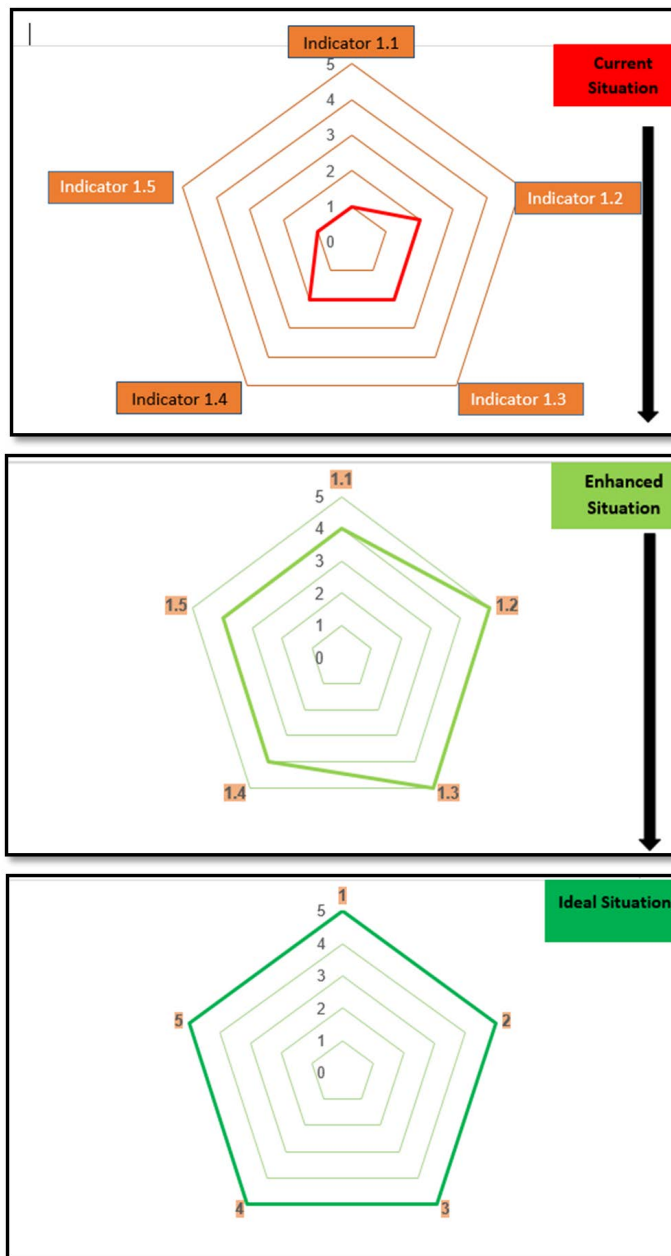 Indicator 1.1
5
4
3
2
1
0
Indicator 1.5
Indicator 1.2
Indicator 1.4
Indicator 1.3
Current
Situation
1.1
5
4
3
2
1
0
1.5
1.2
1.4
1.3
Enhanced
Situation
1
5
4
3
2
1
0
5
2
4
3
Ideal Situation